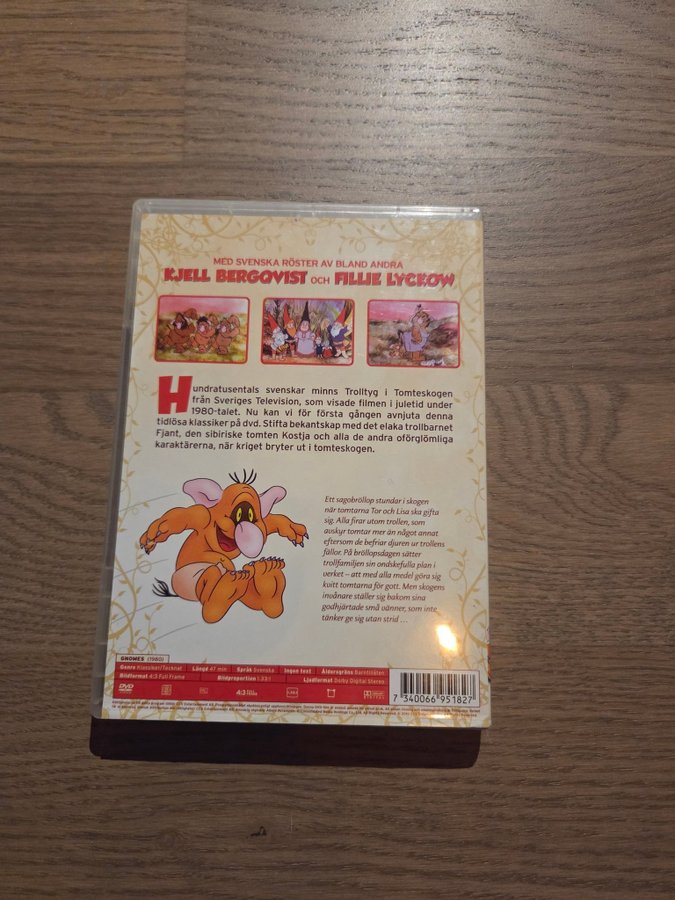 MED SVENSKA RÖSTER AV BLAND ANDRA
KJELL BERGQVIST OCH FILLIE LYCKOW
Hundratusentals svenskar minns Trolltyg i Tomteskogen
från Sveriges Television, som visade filmen i juletid under
1980-talet. Nu kan vi för första gången avnjuta denna
tidlösa klassiker på dvd. Stifta bekantskap med det elaka trollbarnet
Fjant, den sibiriske tomten Kostja och alla de andra oförglömliga
karaktärerna, när kriget bryter ut i tomteskogen.
Ett sagobröllop stundar i skogen
när tomtarna Tor och Lisa ska gifta
sig. Alla firar utom trollen, som
avskyr tomtar mer än något annat
eftersom de befriar djuren ur trollens
fällor. På bröllopsdagen sätter
trollfamiljen sin ondskefulla plan i
verket – att med alla medel göra sig
kvitt tomtarna för gott. Men skogens
invånare ställer sig bakom sina
godhjärtade små vänner, som inte
tänker ge sig utan strid ...
GNOMES (1980)
Genre Klassiker/Tecknat Längd 47 min Språk Svenska Ingen text Åldersgräns Barntillåten
Bildformat 4:3 Full Frame Bildproportion 1.33:1 Ljudformat Dolby Digital Stereo
DVD 4:3
7 340066 951827